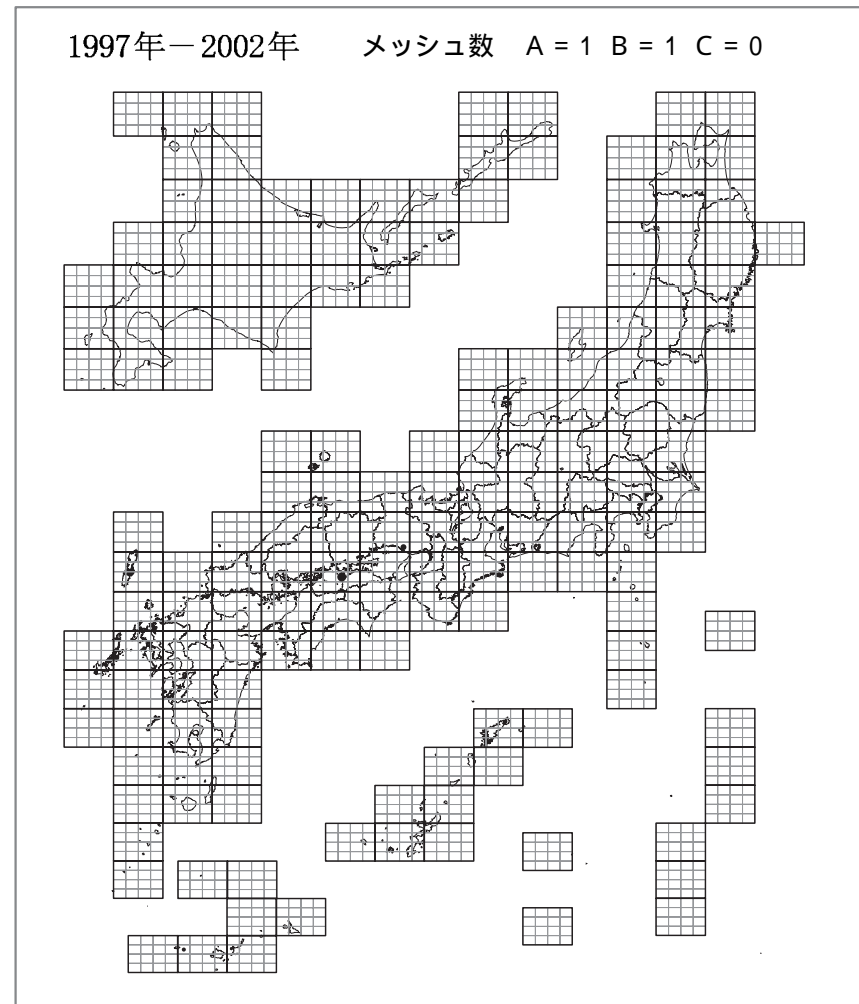 1997年－2002年 メッシュ数 A = 1 B = 1 C = 0